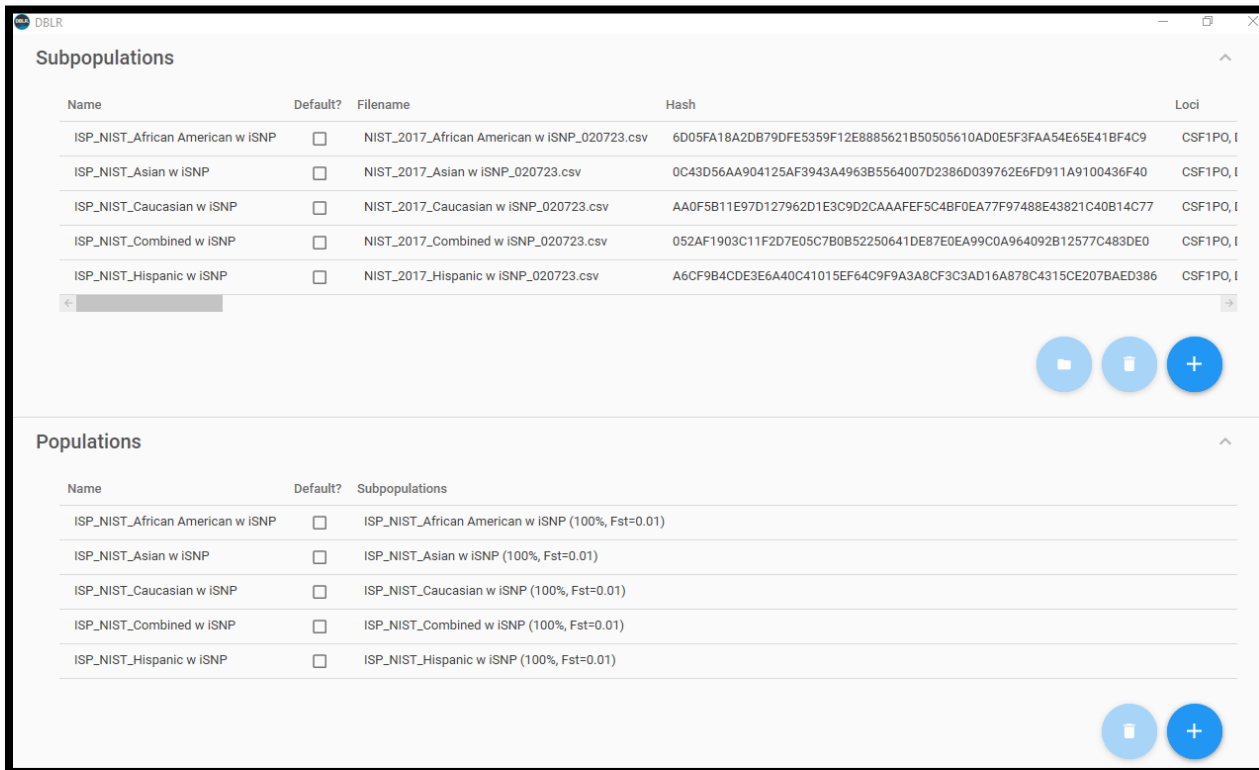 DBLR
Subpopulations
Name Default? Filename Hash Loci
ISP_NIST_African American w iSNP NIST_2017_African American w iSNP_020723.csv 6D05FA18A2DB79DFE5359F12E8885621B50505610AD0E5F3FAA54E65E41BF4C9 CSF1PO,
ISP_NIST_Asian w iSNP NIST_2017_Asian w iSNP_020723.csv 0C43D56AA904125AF3943A4963B5564007D2386D039762E6FD911A9100436F40 CSF1PO,
ISP_NIST_Caucasian w iSNP NIST_2017_Caucasian w iSNP_020723.csv AA0F5B11E97D127962D1E3C9D2CAAAFEF5C4BF0EA77F97488E43821C40B14C77 CSF1PO,
ISP_NIST_Combined w iSNP NIST_2017_Combined w iSNP_020723.csv 052AF1903C11F2D7E05C7B0B52250641DE87E0EA99C0A964092B12577C483DE0 CSF1PO,
ISP_NIST_Hispanic w iSNP NIST_2017_Hispanic w iSNP_020723.csv A6CF9B4CDE3E6A40C41015EF64C9F9A3A8CF3C3AD16A878C4315CE207BAED386 CSF1PO,
Populations
Name Default? Subpopulations
ISP_NIST_African American w iSNP ISP_NIST_African American w iSNP (100%, Fst=0.01)
ISP_NIST_Asian w iSNP ISP_NIST_Asian w iSNP (100%, Fst=0.01)
ISP_NIST_Caucasian w iSNP ISP_NIST_Caucasian w iSNP (100%, Fst=0.01)
ISP_NIST_Combined w iSNP ISP_NIST_Combined w iSNP (100%, Fst=0.01)
ISP_NIST_Hispanic w iSNP ISP_NIST_Hispanic w iSNP (100%, Fst=0.01)